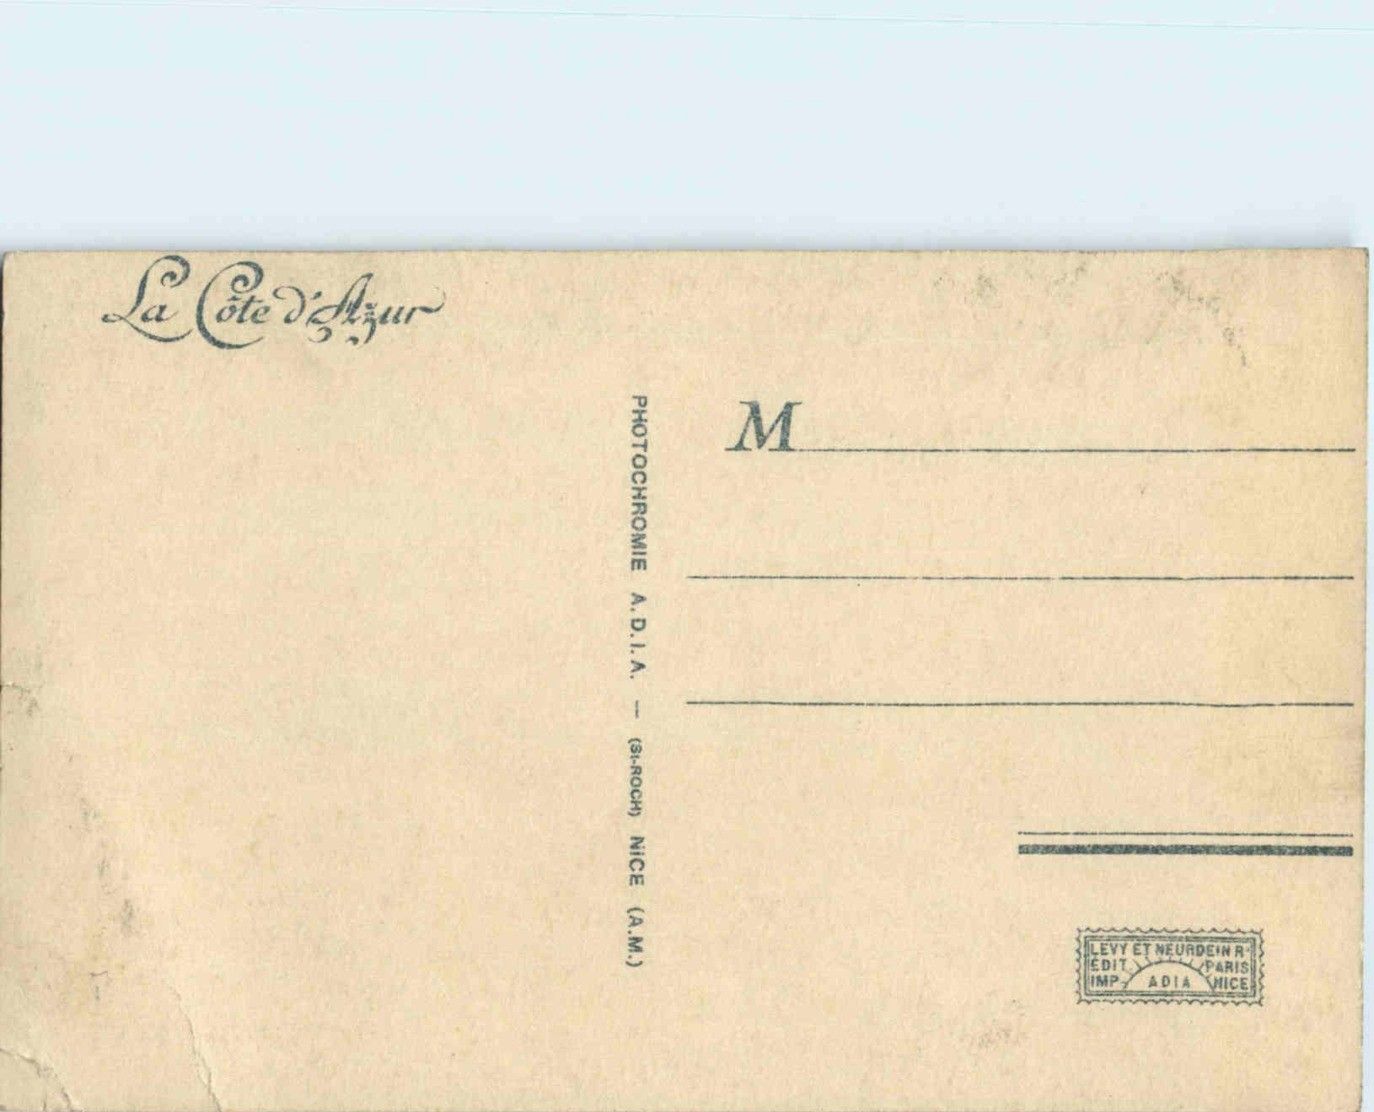 La Côte d'Azur
M
PHOTOCHROMIE A.D.I.A. — (St-ROCH) NICE (A.M.)
LEVY ET NEURDEIN R.
EDIT. PARIS
IMP. ADIA NICE